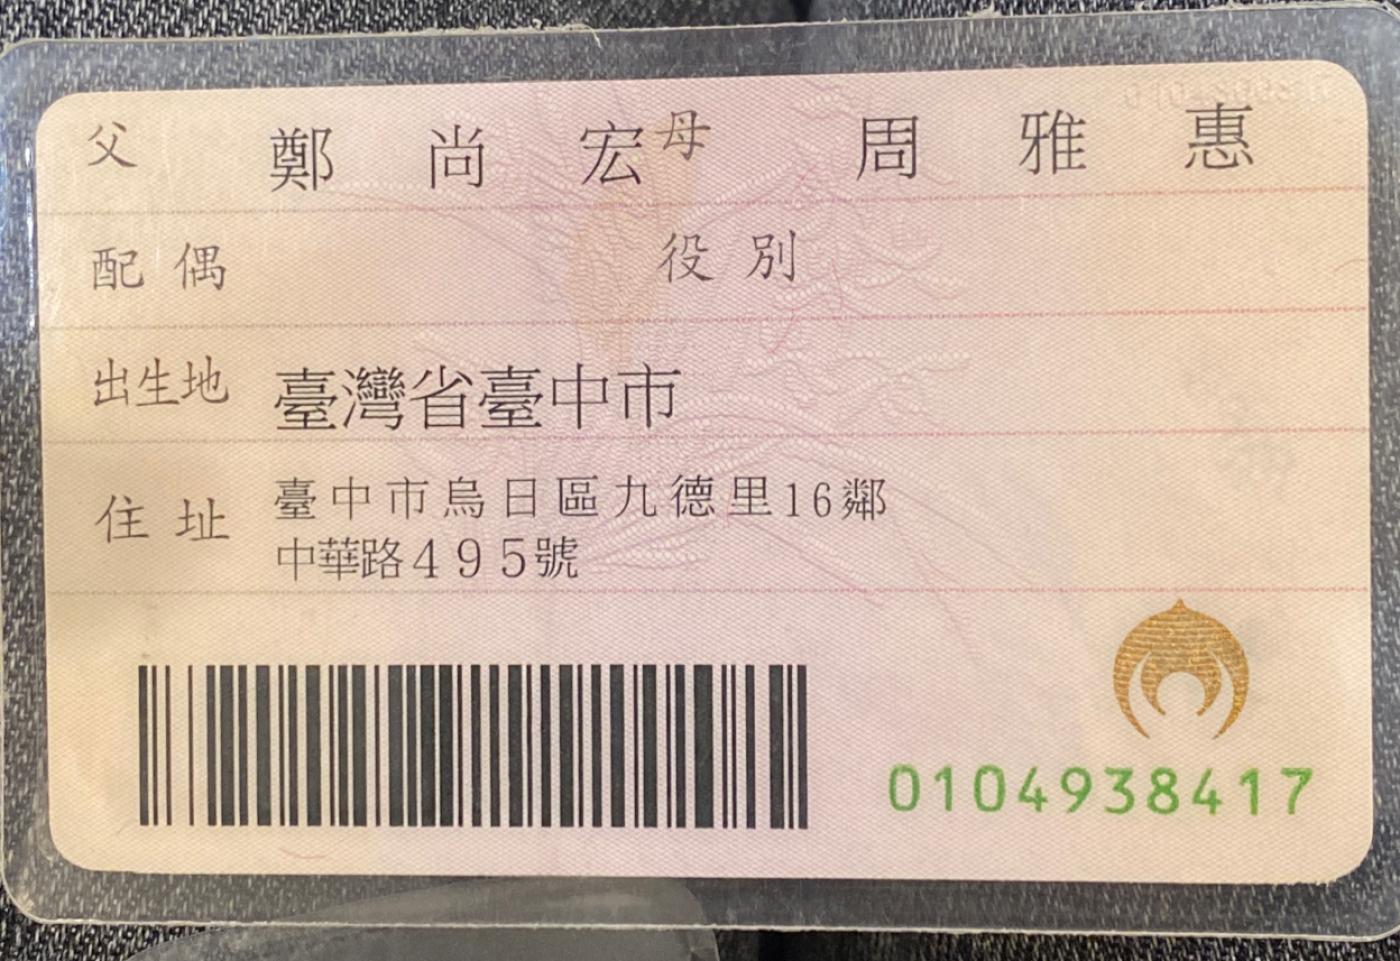 父 鄭尚宏 母 周雅惠
配偶 役別
出生地 臺灣省臺中市
住址 臺中市烏日區九德里16鄰
中華路495號
0104938417